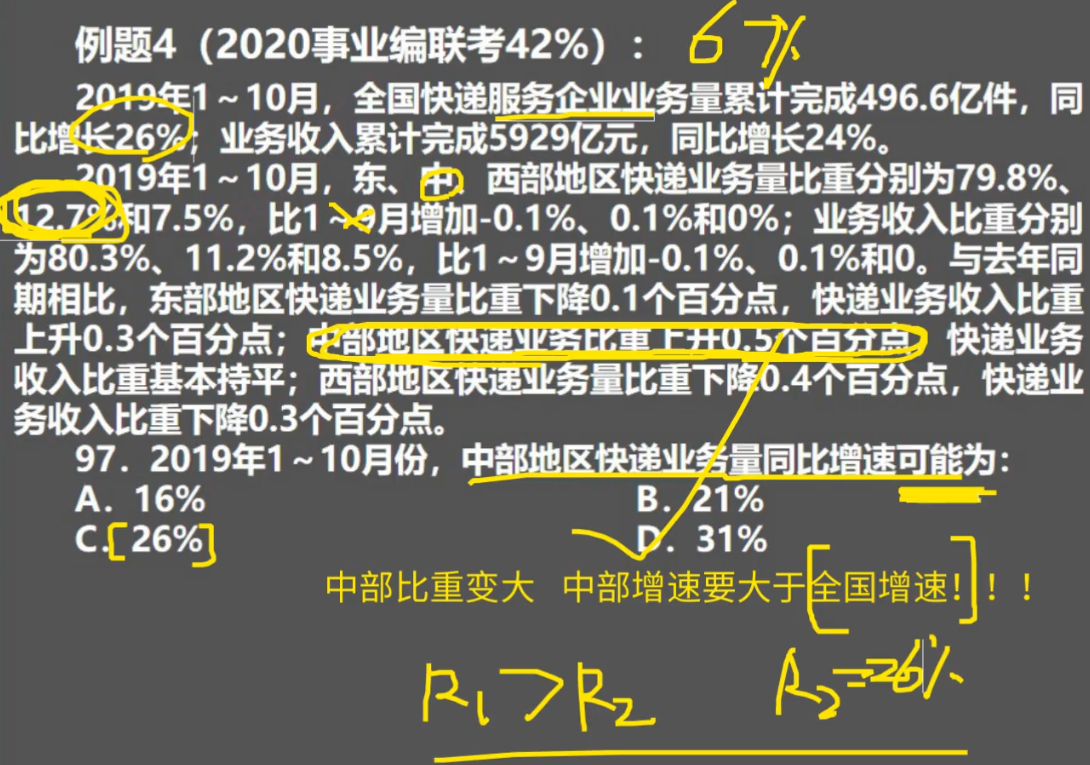 例题4（2020事业编联考42%）： 67%
2019年1～10月，全国快递服务企业业务量累计完成496.6亿件，同
比增长26%；业务收入累计完成5929亿元，同比增长24%。
2019年1～10月，东、中、西部地区快递业务量比重分别为79.8%、
12.7%和7.5%，比1～9月增加-0.1%、0.1%和0%；业务收入比重分别
为80.3%、11.2%和8.5%，比1～9月增加-0.1%、0.1%和0。与去年同
期相比，东部地区快递业务量比重下降0.1个百分点，快递业务收入比重
上升0.3个百分点；中部地区快递业务比重上升0.5个百分点，快递业务
收入比重基本持平；西部地区快递业务量比重下降0.4个百分点，快递业
务收入比重下降0.3个百分点。
97．2019年1～10月份，中部地区快递业务量同比增速可能为：
A．16% B．21%
C．26% D．31%
中部比重变大 中部增速要大于全国增速！！！
R₁>R₂ R₂=26%